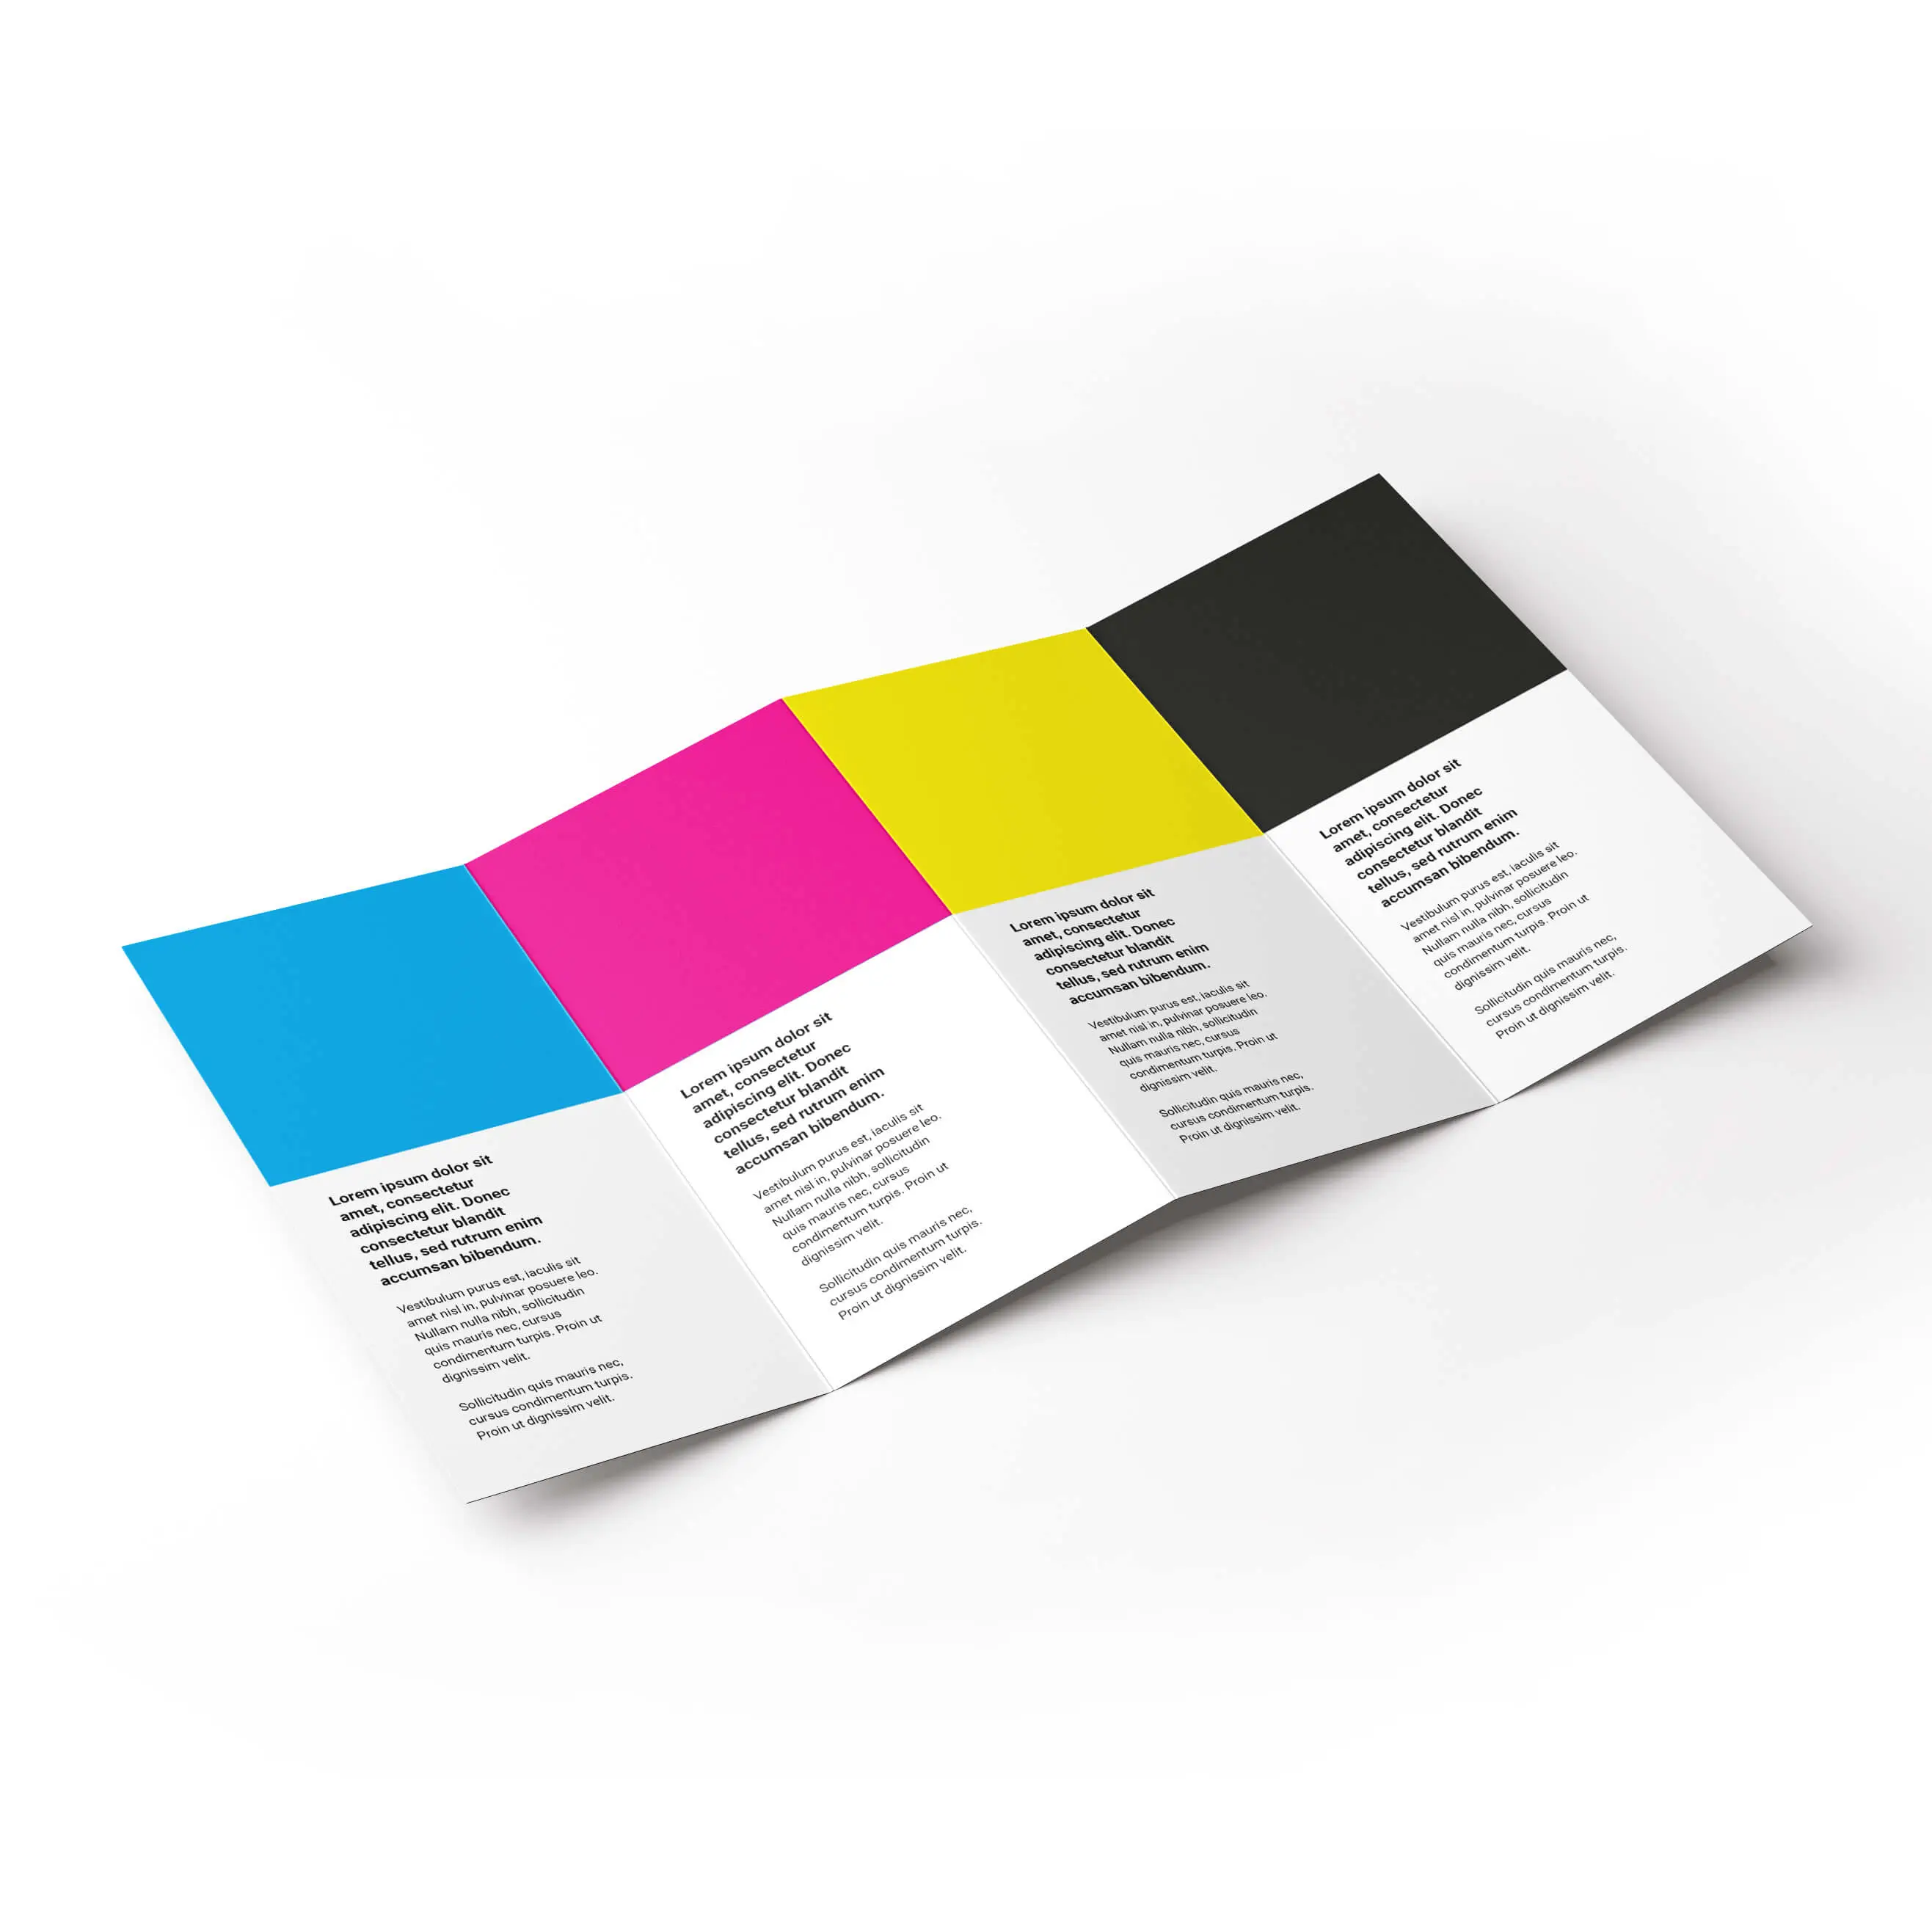 Lorem ipsum dolor sit
amet, consectetur
adipiscing elit. Donec
consectetur blandit
tellus, sed rutrum enim
accumsan bibendum.
Vestibulum purus est, iaculis sit
amet nisl in, pulvinar posuere leo.
Nullam nulla nibh, sollicitudin
quis mauris nec, cursus
condimentum turpis. Proin ut
dignissim velit.
Sollicitudin quis mauris nec,
cursus condimentum turpis.
Proin ut dignissim velit.
Lorem ipsum dolor sit
amet, consectetur
adipiscing elit. Donec
consectetur blandit
tellus, sed rutrum enim
accumsan bibendum.
Vestibulum purus est, iaculis sit
amet nisl in, pulvinar posuere leo.
Nullam nulla nibh, sollicitudin
quis mauris nec, cursus
condimentum turpis. Proin ut
dignissim velit.
Sollicitudin quis mauris nec,
cursus condimentum turpis.
Proin ut dignissim velit.
Lorem ipsum dolor sit
amet, consectetur
adipiscing elit. Donec
consectetur blandit
tellus, sed rutrum enim
accumsan bibendum.
Vestibulum purus est, iaculis sit
amet nisl in, pulvinar posuere leo.
Nullam nulla nibh, sollicitudin
quis mauris nec, cursus
condimentum turpis. Proin ut
dignissim velit.
Sollicitudin quis mauris nec,
cursus condimentum turpis.
Proin ut dignissim velit.
Lorem ipsum dolor sit
amet, consectetur
adipiscing elit. Donec
consectetur blandit
tellus, sed rutrum enim
accumsan bibendum.
Vestibulum purus est, iaculis sit
amet nisl in, pulvinar posuere leo.
Nullam nulla nibh, sollicitudin
quis mauris nec, cursus
condimentum turpis. Proin ut
dignissim velit.
Sollicitudin quis mauris nec,
cursus condimentum turpis.
Proin ut dignissim velit.